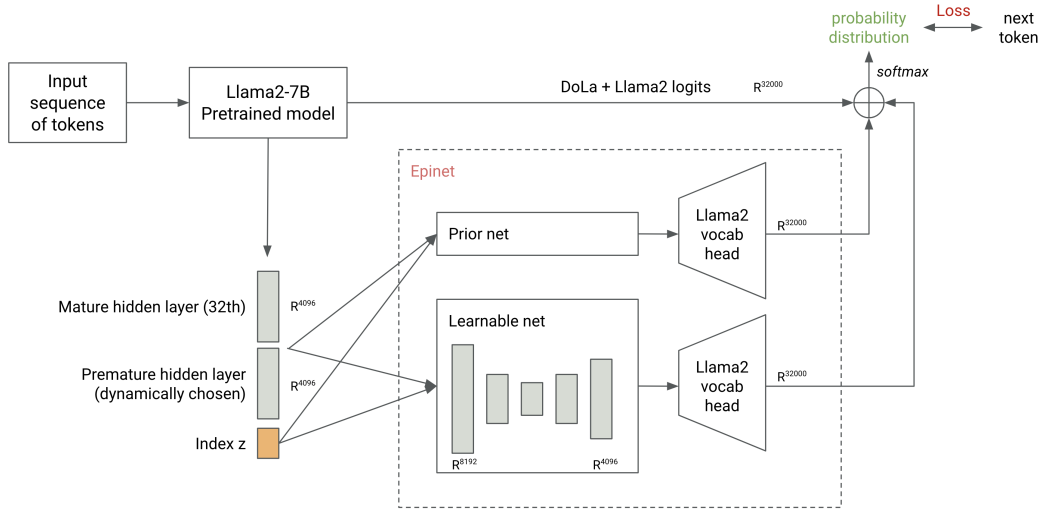 probability
distribution
Loss
next
token
softmax
Input
sequence
of tokens
Llama2-7B
Pretrained model
DoLa + Llama2 logits
R³²⁰⁰⁰
Epinet
Prior net
Llama2
vocab
head
R³²⁰⁰⁰
Mature hidden layer (32th)
R⁴⁰⁹⁶
Premature hidden layer
(dynamically chosen)
R⁴⁰⁹⁶
Index z
Learnable net
R⁸¹⁹²
R⁴⁰⁹⁶
Llama2
vocab
head
R³²⁰⁰⁰